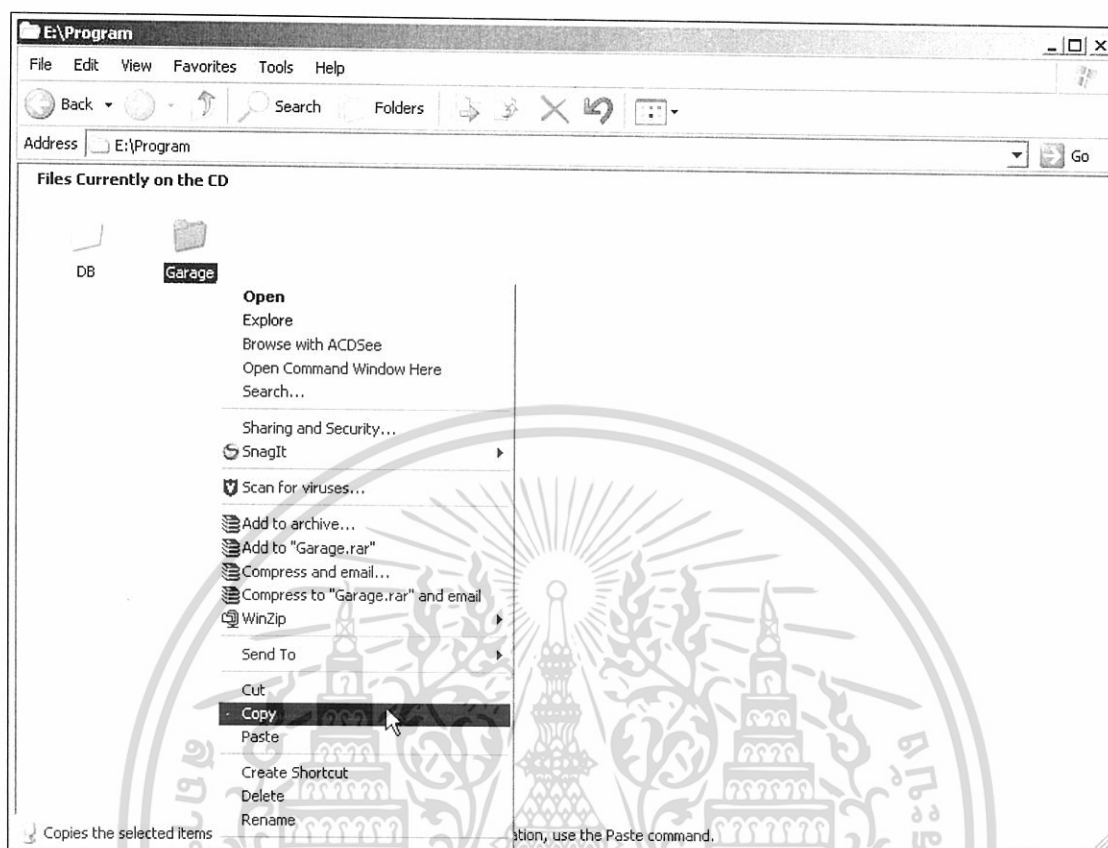 E:\Program
File Edit View Favorites Tools Help
Back Search Folders
Address E:\Program Go
Files Currently on the CD
DB Garage
Open
Explore
Browse with ACDSee
Open Command Window Here
Search...
Sharing and Security...
SnagIt
Scan for viruses...
Add to archive...
Add to "Garage.rar"
Compress and email...
Compress to "Garage.rar" and email
WinZip
Send To
Cut
Copy
Paste
Create Shortcut
Delete
Rename
Copies the selected items ation, use the Paste command.